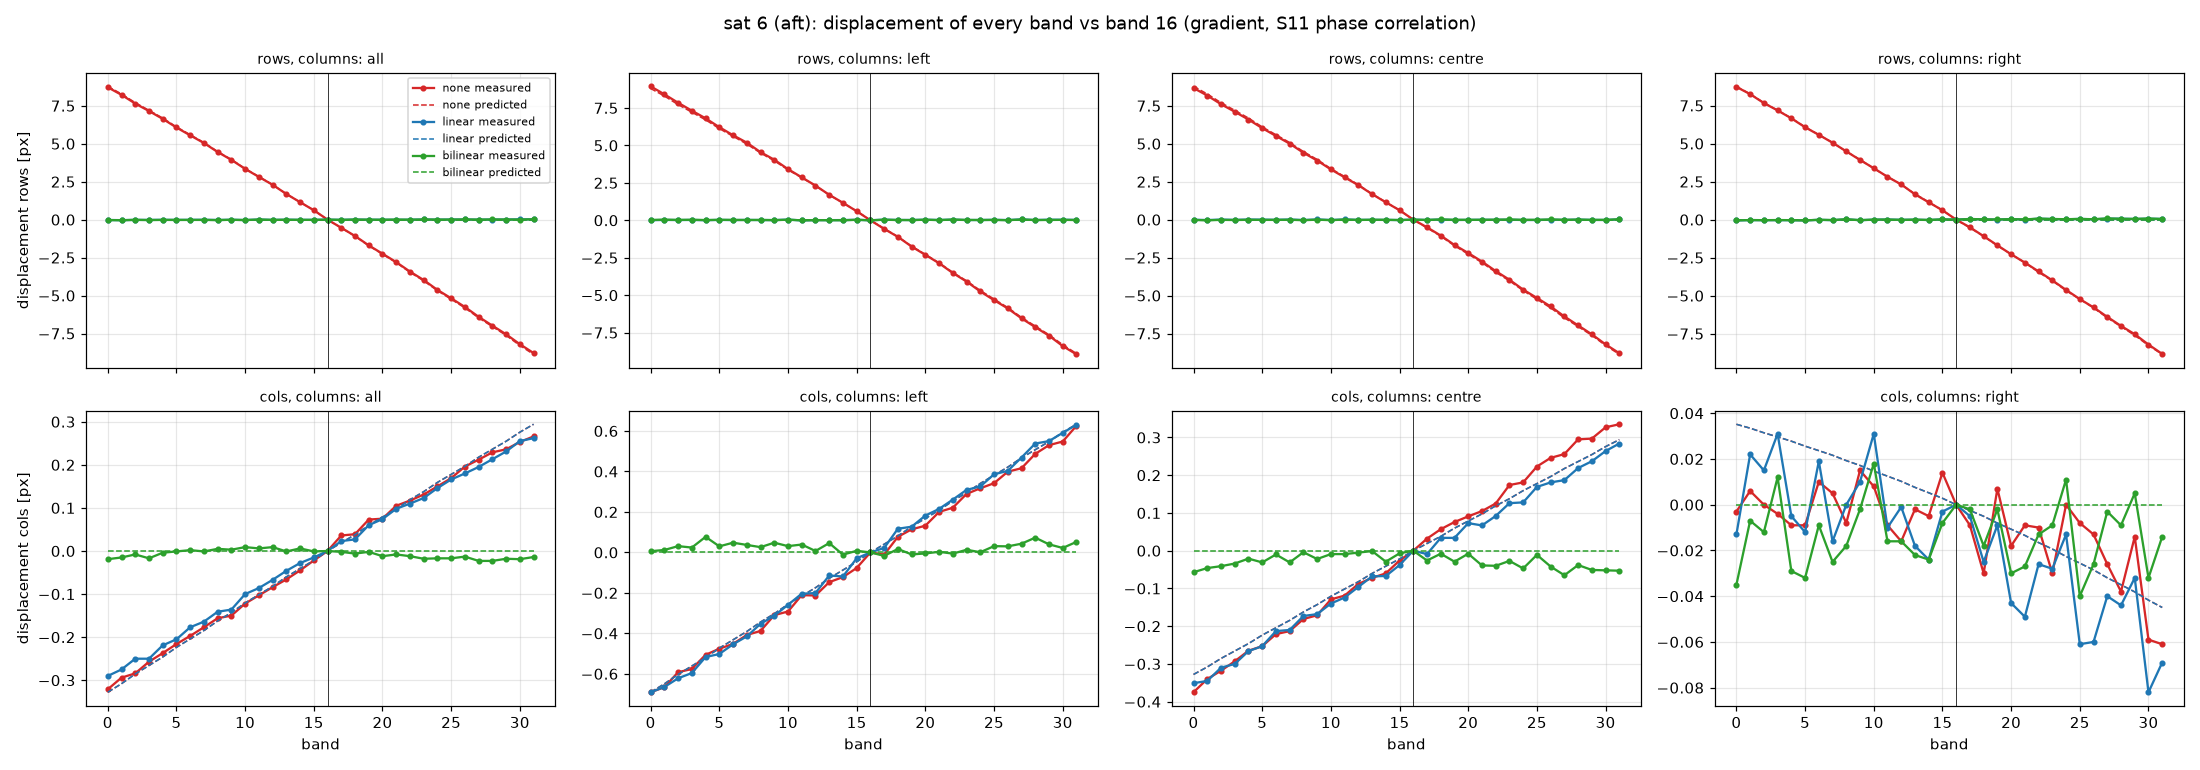 sat 6 (aft): displacement of every band vs band 16 (gradient, S11 phase correlation)
rows, columns: all
rows, columns: left
rows, columns: centre
rows, columns: right
none measured
none predicted
linear measured
linear predicted
bilinear measured
bilinear predicted
displacement rows [px]
7.5
5.0
2.5
0.0
−2.5
−5.0
−7.5
7.5
5.0
2.5
0.0
−2.5
−5.0
−7.5
7.5
5.0
2.5
0.0
−2.5
−5.0
−7.5
7.5
5.0
2.5
0.0
−2.5
−5.0
−7.5
cols, columns: all
cols, columns: left
cols, columns: centre
cols, columns: right
displacement cols [px]
0.3
0.2
0.1
0.0
−0.1
−0.2
−0.3
0.6
0.4
0.2
0.0
−0.2
−0.4
−0.6
0.3
0.2
0.1
0.0
−0.1
−0.2
−0.3
−0.4
0.04
0.02
0.00
−0.02
−0.04
−0.06
−0.08
0 5 10 15 20 25 30
0 5 10 15 20 25 30
0 5 10 15 20 25 30
0 5 10 15 20 25 30
band
band
band
band